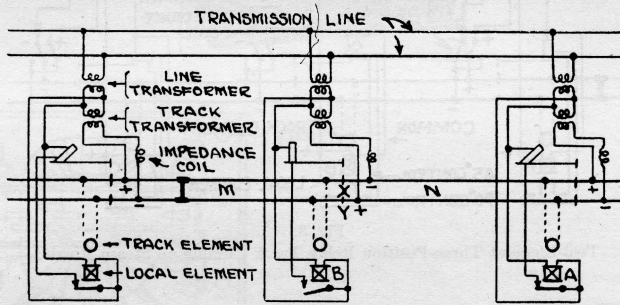 TRANSMISSION LINE
LINE
TRANSFORMER
TRACK
TRANSFORMER
IMPEDANCE
COIL
+ M X - N +
- Y + -
TRACK ELEMENT
LOCAL ELEMENT B A